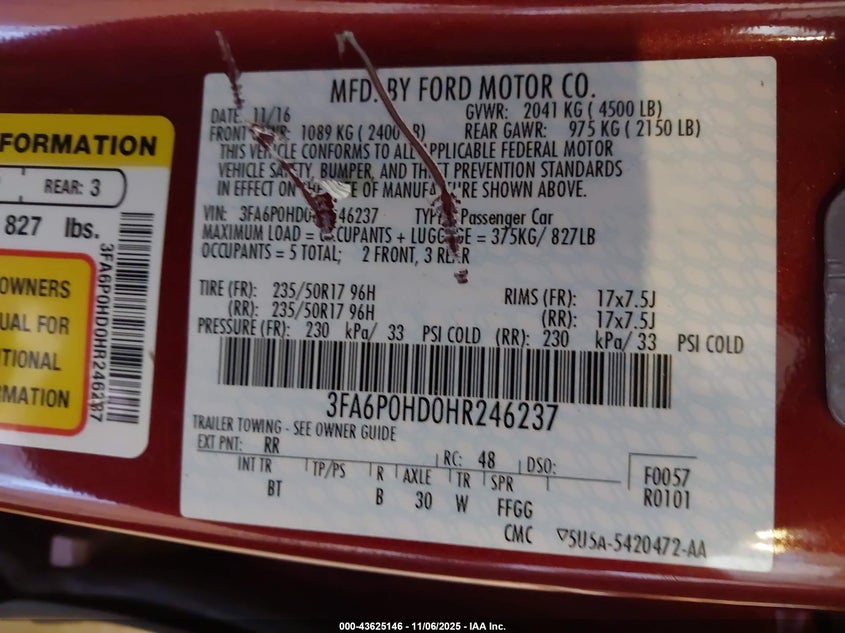 MFD. BY FORD MOTOR CO.
DATE: 11/16 GVWR: 2041 KG ( 4500 LB)
FRONT 1089 KG ( 2400 LB) REAR GAWR: 975 KG ( 2150 LB)
THIS VEHICLE CONFORMS TO ALL APPLICABLE FEDERAL MOTOR
VEHICLE SAFETY, BUMPER, AND THEFT PREVENTION STANDARDS
IN EFFECT ON THE DATE OF MANUFACTURE SHOWN ABOVE.
VIN: 3FA6P0HD0HR246237 TYPE: Passenger Car
MAXIMUM LOAD = OCCUPANTS + LUGGAGE = 375KG/ 827LB
OCCUPANTS = 5 TOTAL; 2 FRONT, 3 REAR
TIRE (FR): 235/50R17 96H RIMS (FR): 17x7.5J
(RR): 235/50R17 96H (RR): 17x7.5J
PRESSURE (FR): 230 kPa/ 33 PSI COLD (RR): 230 kPa/ 33 PSI COLD
3FA6P0HD0HR246237
TRAILER TOWING - SEE OWNER GUIDE
EXT PNT: RR RC: 48 DSO:
INT TR TP/PS R AXLE TR SPR
BT B 30 W FFGG
F0057
R0101
CMC 5USA-5420472-AA
FORMATION
REAR: 3
827 lbs.
OWNERS
UAL FOR
ITIONAL
RMATION
3FA6P0HD0HR246237
000-43625146 - 11/06/2025 - IAA Inc.